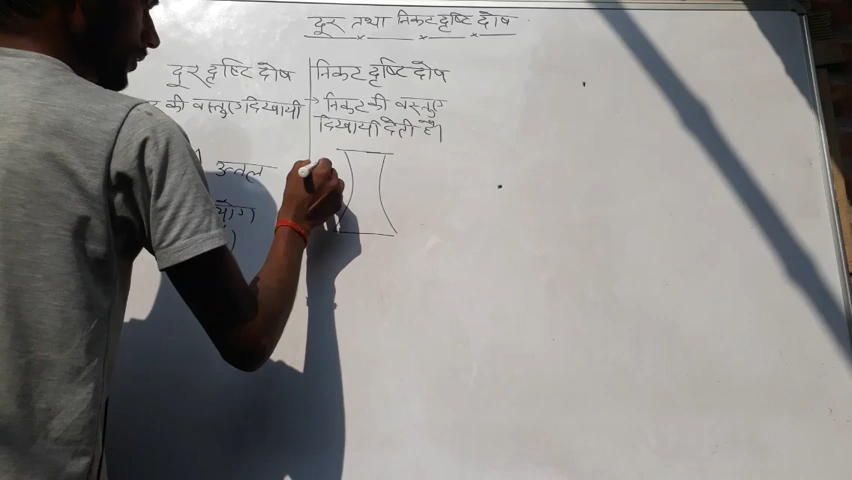 दूर तथा निकट दृष्टि दोष
दूर दृष्टि दोष
की वस्तुए दिखायी
उत्तल
योग
निकट दृष्टि दोष
→ निकट की वस्तुए
दिखायी देती है।